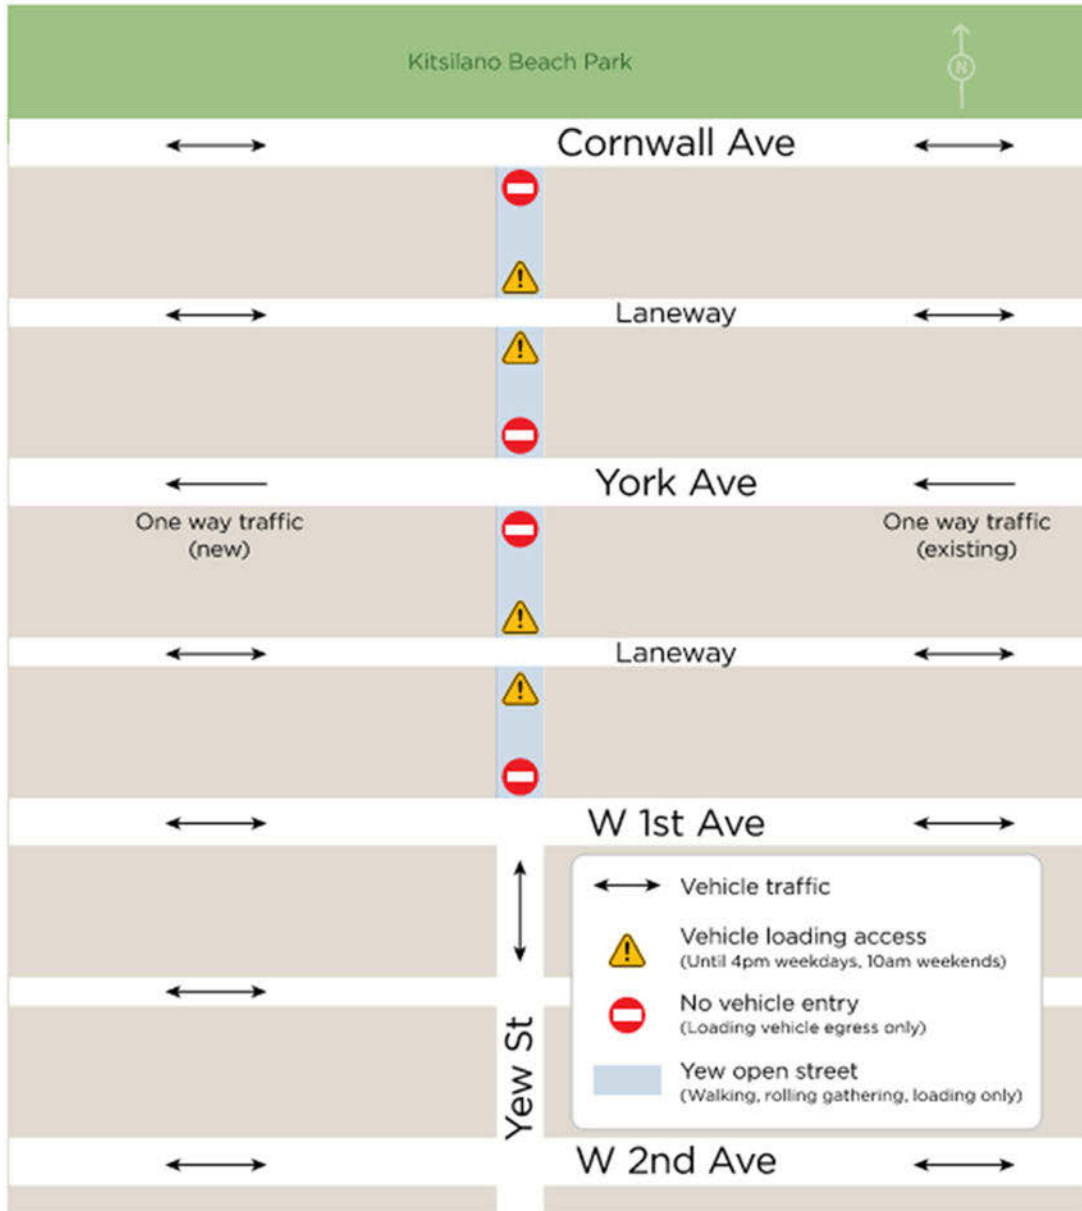 Kitsilano Beach Park
N
Cornwall Ave
Laneway
York Ave
One way traffic
(new)
One way traffic
(existing)
Laneway
W 1st Ave
Vehicle traffic
Vehicle loading access
(Until 4pm weekdays, 10am weekends)
No vehicle entry
(Loading vehicle egress only)
Yew open street
(Walking, rolling gathering, loading only)
Yew St
W 2nd Ave